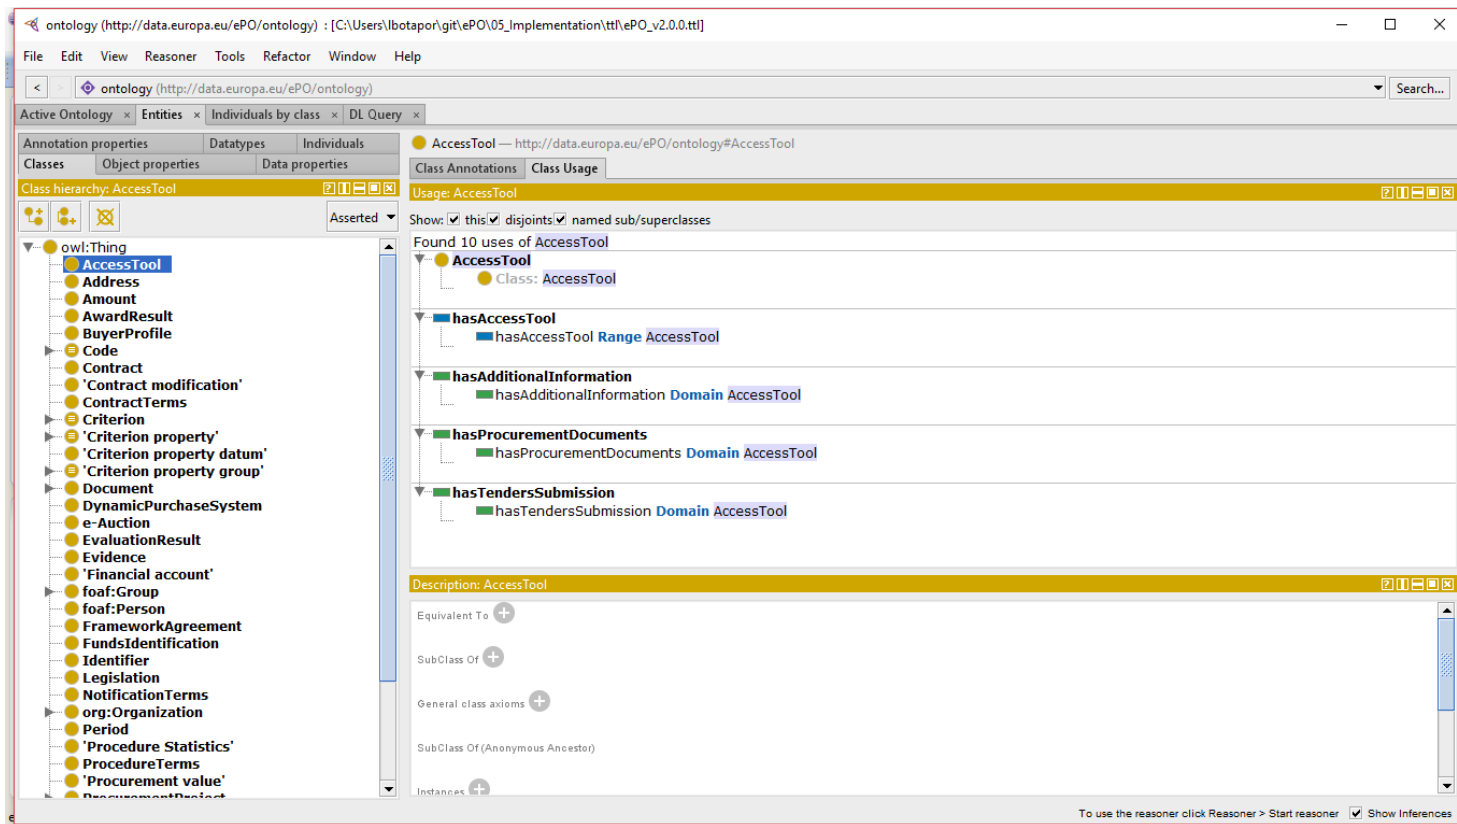 ontology (http://data.europa.eu/ePO/ontology) : [C:\Users\lbotapor\git\ePO\05_Implementation\ttl\ePO_v2.0.0.ttl]
File Edit View Reasoner Tools Refactor Window Help
< > ontology (http://data.europa.eu/ePO/ontology) Search...
Active Ontology × Entities × Individuals by class × DL Query ×
Annotation properties Datatypes Individuals
Classes Object properties Data properties
Class hierarchy: AccessTool
Asserted
owl:Thing
AccessTool
Address
Amount
AwardResult
BuyerProfile
Code
Contract
'Contract modification'
ContractTerms
Criterion
'Criterion property'
'Criterion property datum'
'Criterion property group'
Document
DynamicPurchaseSystem
e-Auction
EvaluationResult
Evidence
'Financial account'
foaf:Group
foaf:Person
FrameworkAgreement
FundsIdentification
Identifier
Legislation
NotificationTerms
org:Organization
Period
'Procedure Statistics'
ProcedureTerms
'Procurement value'
ProcurementProject
AccessTool — http://data.europa.eu/ePO/ontology#AccessTool
Class Annotations Class Usage
Usage: AccessTool
Show: this disjoints named sub/superclasses
Found 10 uses of AccessTool
AccessTool
Class: AccessTool
hasAccessTool
hasAccessTool Range AccessTool
hasAdditionalInformation
hasAdditionalInformation Domain AccessTool
hasProcurementDocuments
hasProcurementDocuments Domain AccessTool
hasTendersSubmission
hasTendersSubmission Domain AccessTool
Description: AccessTool
Equivalent To
SubClass Of
General class axioms
SubClass Of (Anonymous Ancestor)
Instances
To use the reasoner click Reasoner > Start reasoner Show Inferences